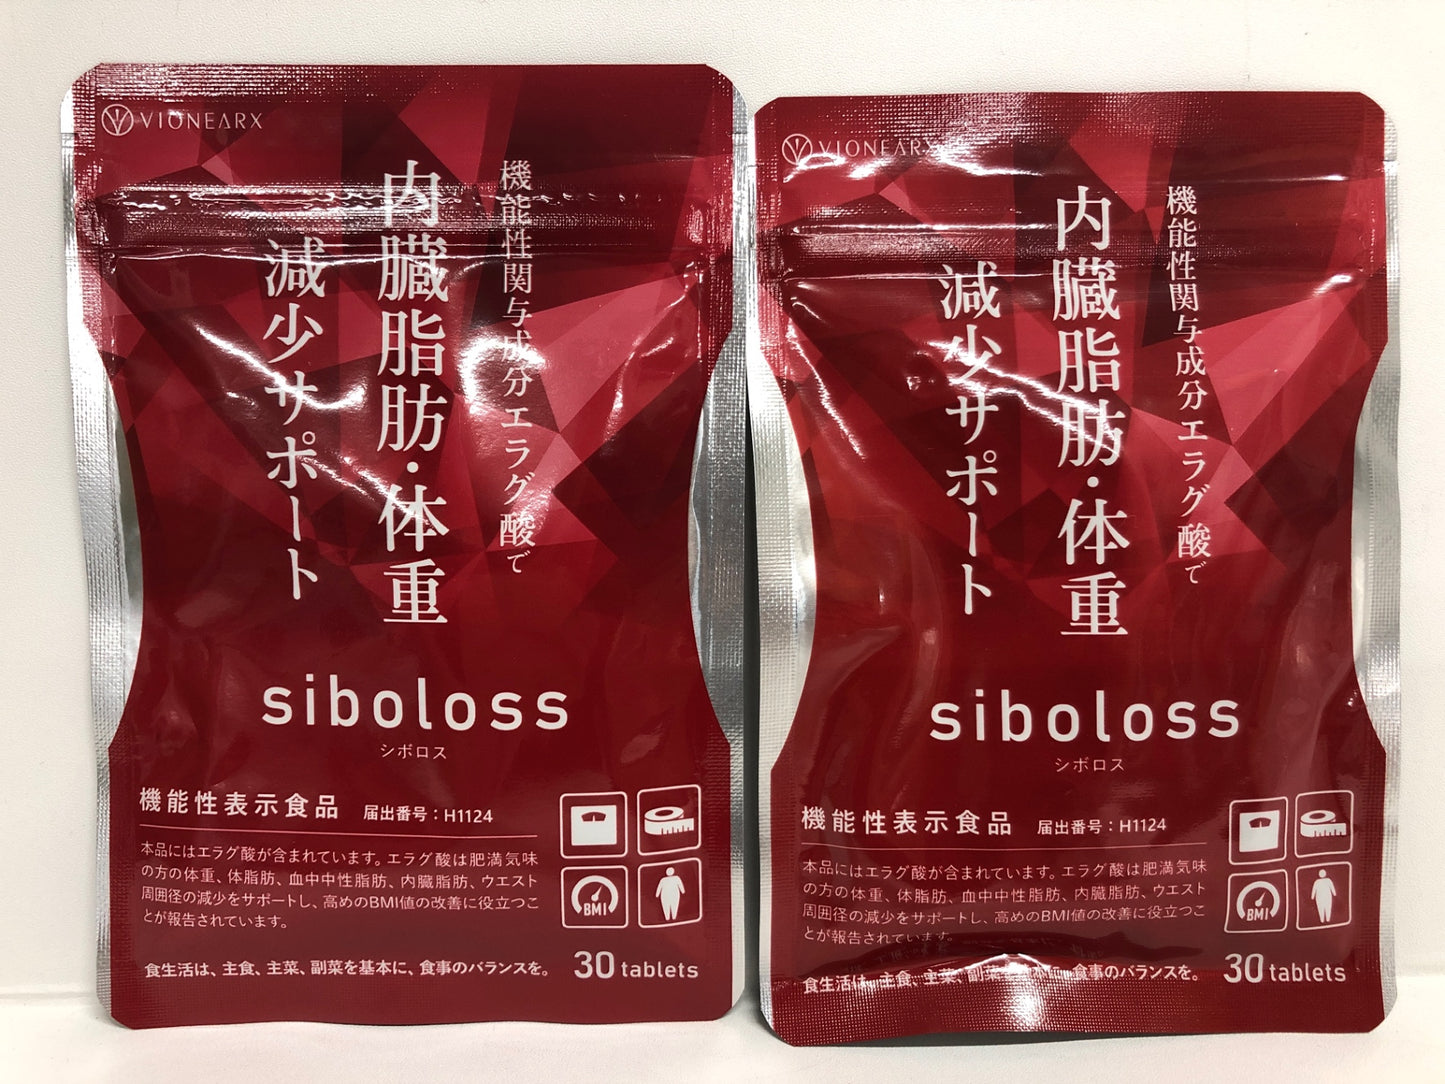 VIONEARX
機能性関与成分エラグ酸で
内臓脂肪・体重
減少サポート
siboloss
シボロス
機能性表示食品 届出番号：H1124
本品にはエラグ酸が含まれています。エラグ酸は肥満気味
の方の体重、体脂肪、血中中性脂肪、内臓脂肪、ウエスト
周囲径の減少をサポートし、高めのBMI値の改善に役立つこ
とが報告されています。
BMI
食生活は、主食、主菜、副菜を基本に、食事のバランスを。
30 tablets
VIONEARX
機能性関与成分エラグ酸で
内臓脂肪・体重
減少サポート
siboloss
シボロス
機能性表示食品 届出番号：H1124
本品にはエラグ酸が含まれています。エラグ酸は肥満気味
の方の体重、体脂肪、血中中性脂肪、内臓脂肪、ウエスト
周囲径の減少をサポートし、高めのBMI値の改善に役立つこ
とが報告されています。
BMI
食生活は、主食、主菜、副菜を基本に、食事のバランスを。
30 tablets